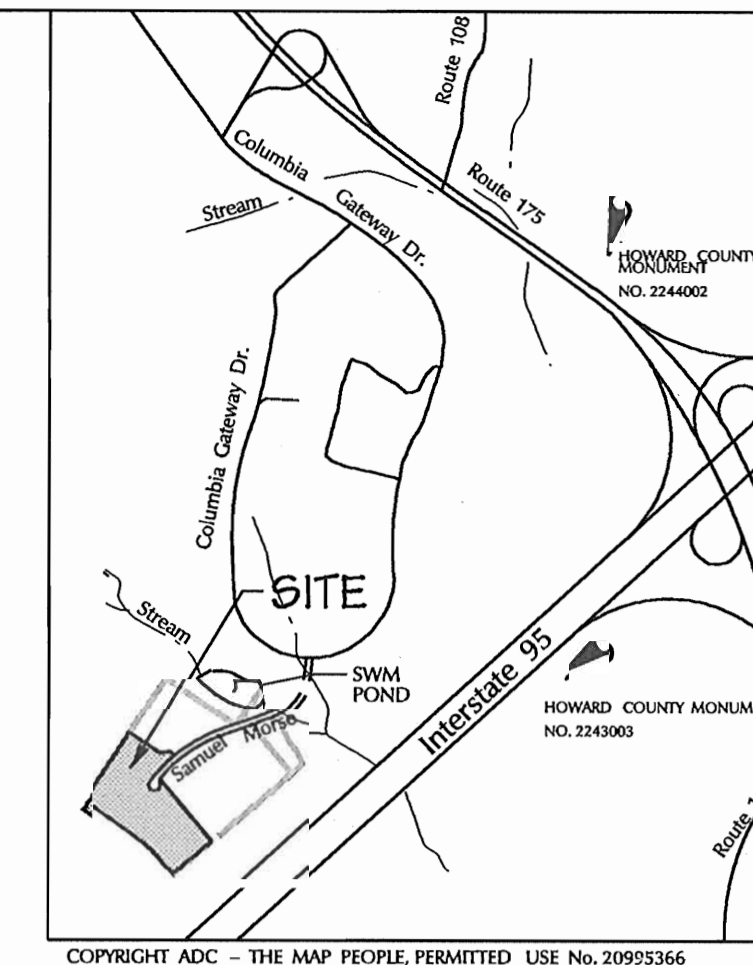 Route 108
Columbia
Gateway Dr.
Route 175
Stream
HOWARD COUNTY
MONUMENT
NO. 2244002
Columbia Gateway Dr.
SITE
Stream
SWM
POND
Interstate 95
HOWARD COUNTY MONUM
NO. 2243003
Samuel Morse
Route
COPYRIGHT ADC – THE MAP PEOPLE, PERMITTED USE No. 20995366